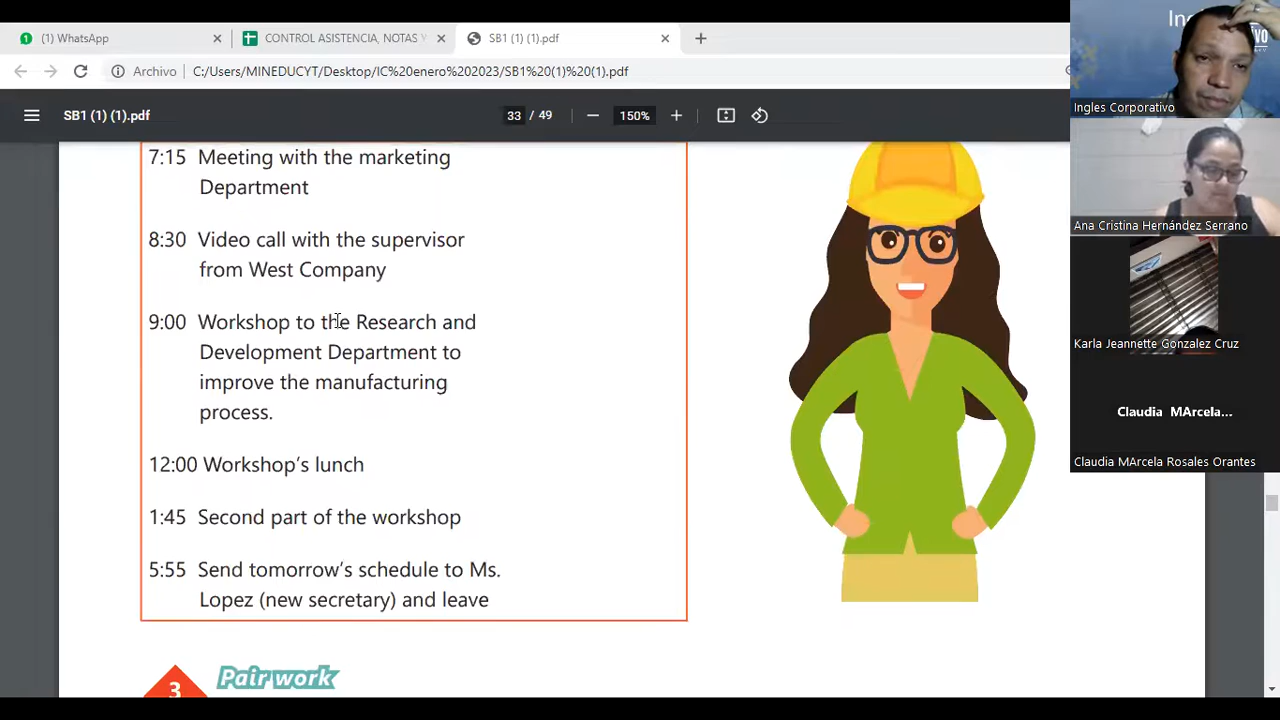 (1) WhatsApp
CONTROL ASISTENCIA, NOTAS Y
SB1 (1) (1).pdf
Archivo
C:/Users/MINEDUCYT/Desktop/IC%20enero%202023/SB1%20(1)%20(1).pdf
SB1 (1) (1).pdf
33 / 49
150%
7:15 Meeting with the marketing
Department
8:30 Video call with the supervisor
from West Company
9:00 Workshop to the Research and
Development Department to
improve the manufacturing
process.
12:00 Workshop's lunch
1:45 Second part of the workshop
5:55 Send tomorrow's schedule to Ms.
Lopez (new secretary) and leave
3
Pair work
Ingles Corporativo
Ana Cristina Hernández Serrano
Karla Jeannette Gonzalez Cruz
Claudia MArcela...
Claudia MArcela Rosales Orantes